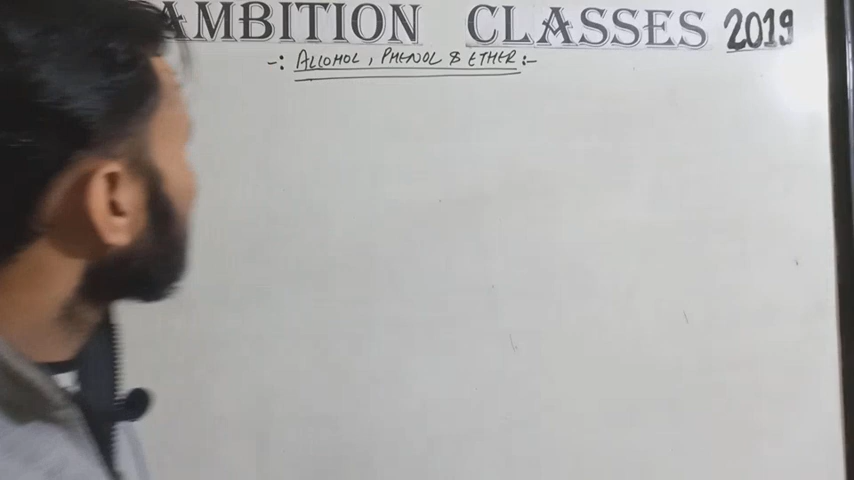 AMBITION CLASSES 2019
-: ALCOHOL, PHENOL & ETHER :-